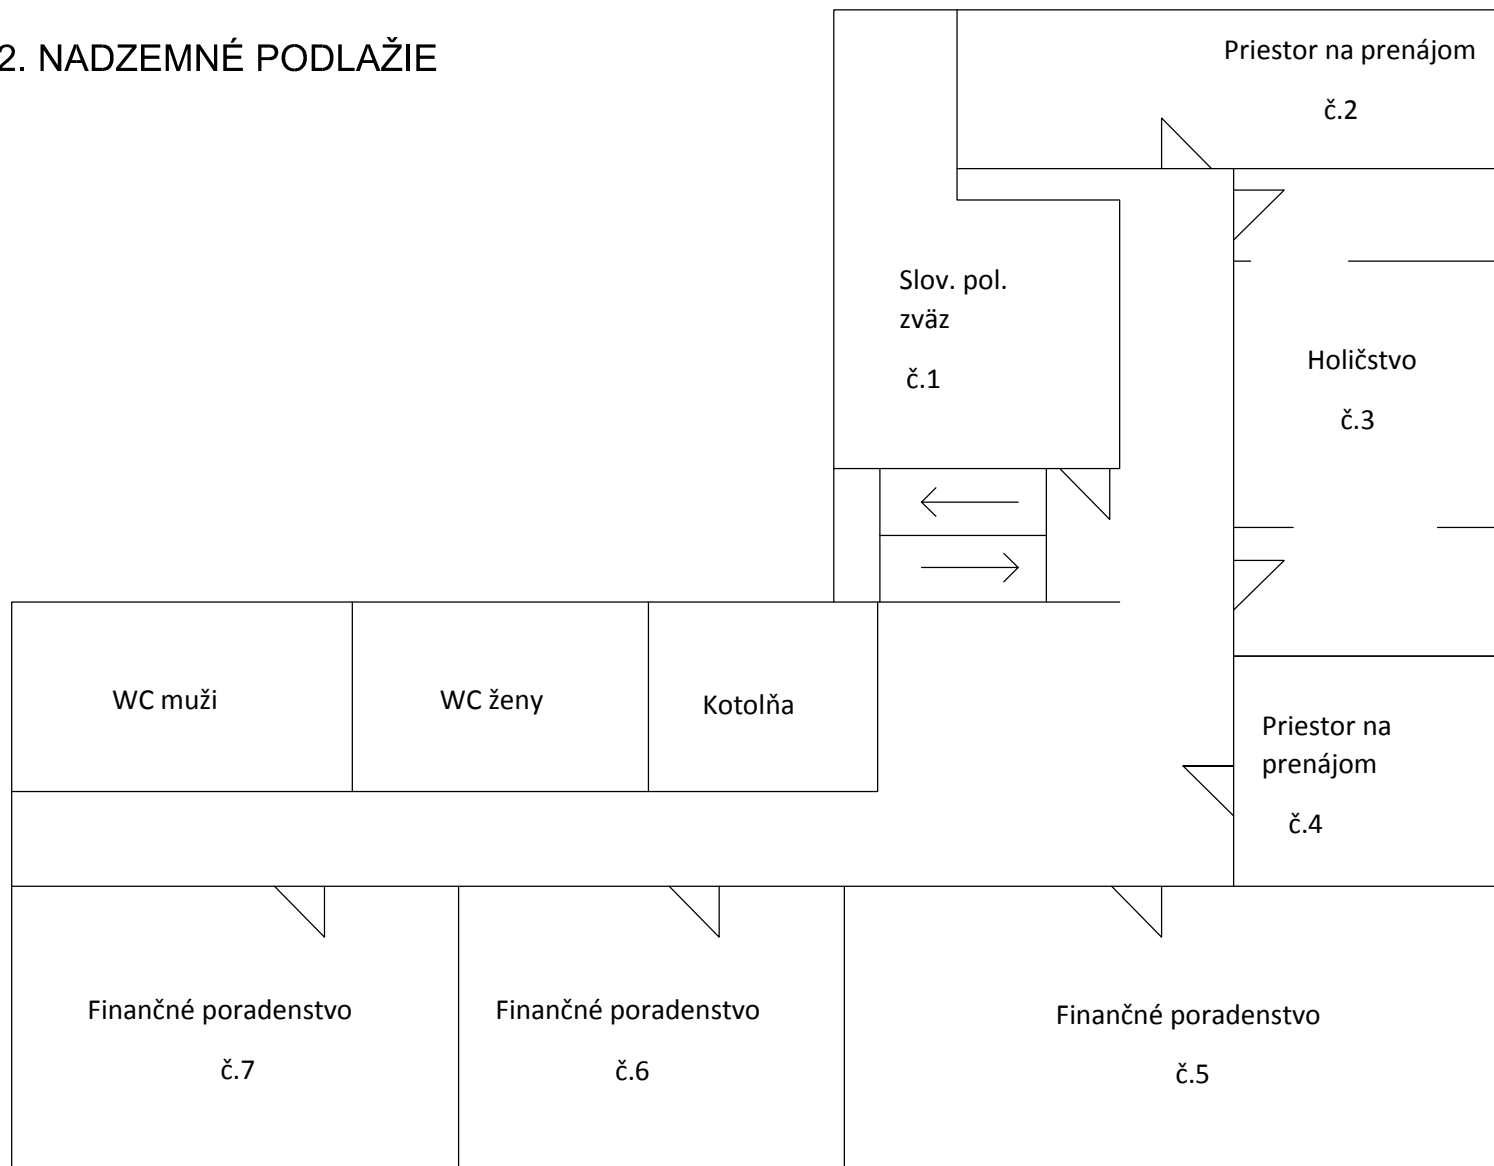 2. NADZEMNÉ PODLAŽIE
Priestor na prenájom
č.2
Slov. pol.
zväz
č.1
Holičstvo
č.3
WC muži
WC ženy
Kotolňa
Priestor na
prenájom
č.4
Finančné poradenstvo
č.7
Finančné poradenstvo
č.6
Finančné poradenstvo
č.5